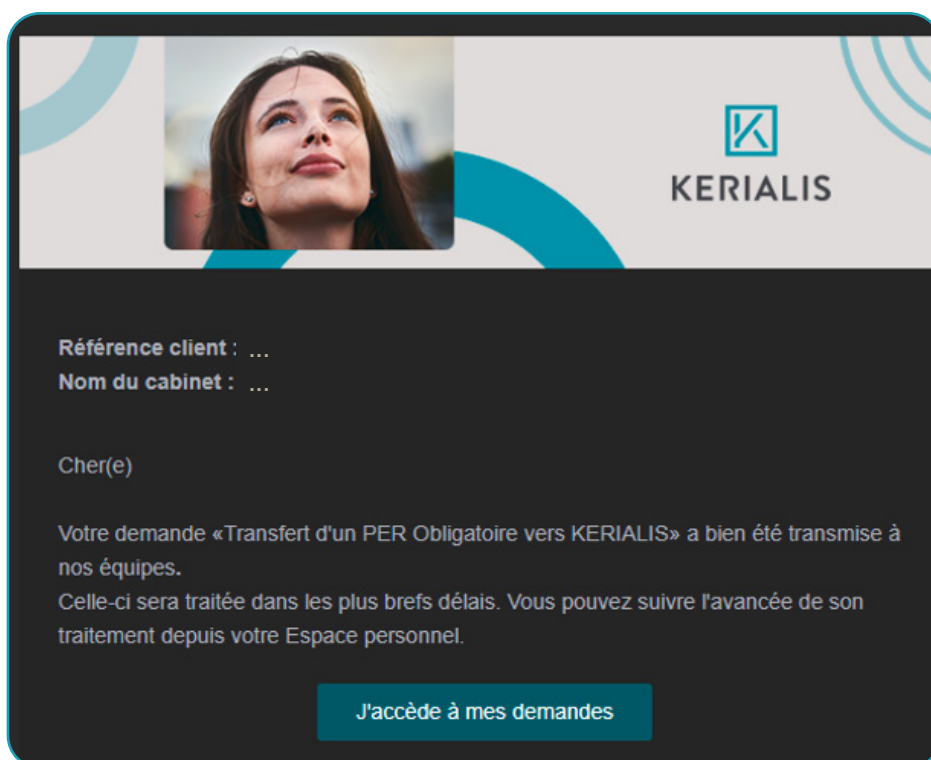 KERIALIS
Référence client : ...
Nom du cabinet : ...
Cher(e)
Votre demande «Transfert d'un PER Obligatoire vers KERIALIS» a bien été transmise à
nos équipes.
Celle-ci sera traitée dans les plus brefs délais. Vous pouvez suivre l'avancée de son
traitement depuis votre Espace personnel.
J'accède à mes demandes